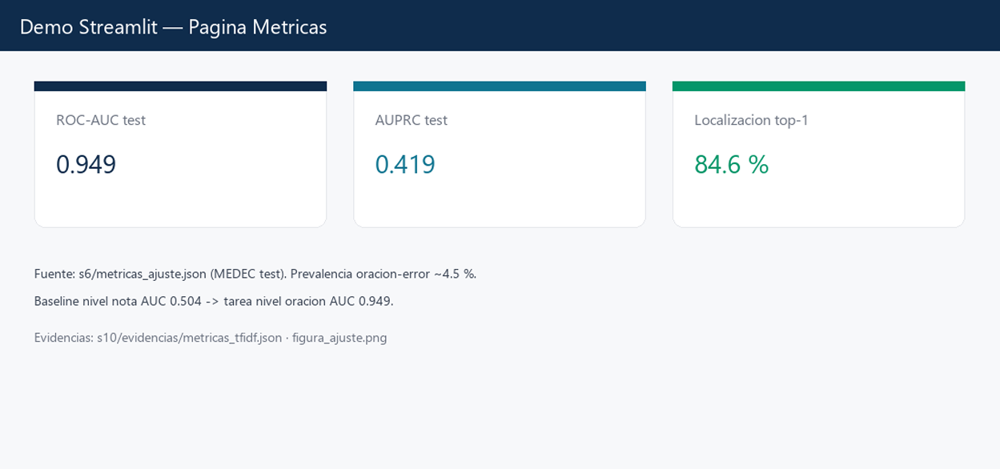 Demo Streamlit — Pagina Metricas
ROC-AUC test
0.949
AUPRC test
0.419
Localizacion top-1
84.6 %
Fuente: s6/metricas_ajuste.json (MEDEC test). Prevalencia oracion-error ~4.5 %.
Baseline nivel nota AUC 0.504 -> tarea nivel oracion AUC 0.949.
Evidencias: s10/evidencias/metricas_tfidf.json · figura_ajuste.png